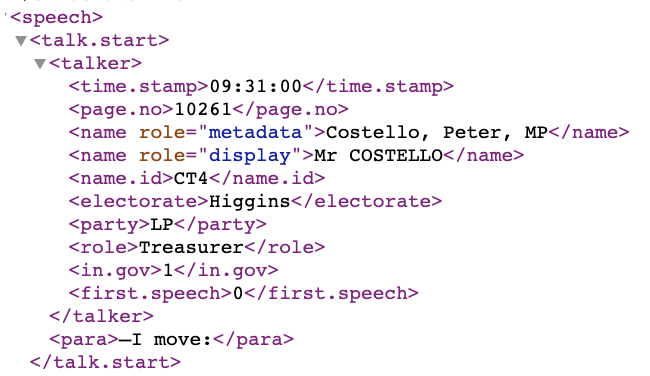 <speech>
<talk.start>
<talker>
<time.stamp>09:31:00</time.stamp>
<page.no>10261</page.no>
<name role="metadata">Costello, Peter, MP</name>
<name role="display">Mr COSTELLO</name>
<name.id>CT4</name.id>
<electorate>Higgins</electorate>
<party>LP</party>
<role>Treasurer</role>
<in.gov>1</in.gov>
<first.speech>0</first.speech>
</talker>
<para>—I move:</para>
</talk.start>